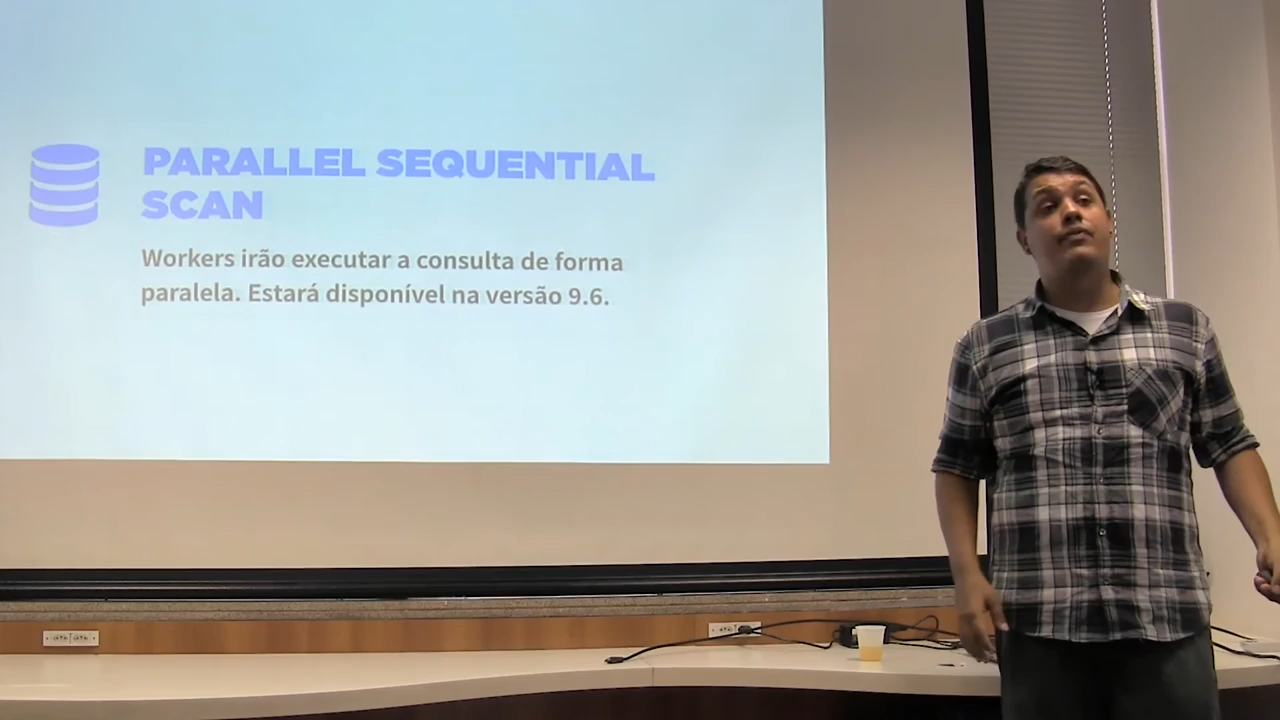 PARALLEL SEQUENTIAL
SCAN
Workers irão executar a consulta de forma
paralela. Estará disponível na versão 9.6.